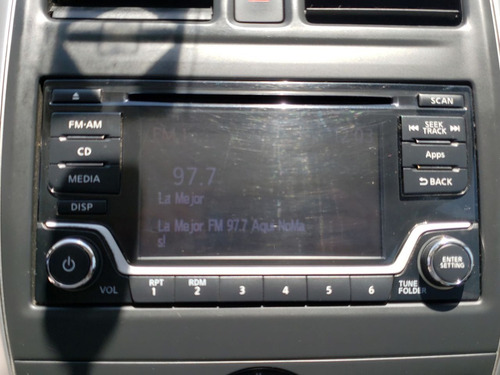 SCAN
FM·AM
SEEK
TRACK
CD
Apps
MEDIA
BACK
97.7
La Mejor
DISP
La Mejor FM 97.7 Aqui-NoMa
sl
ENTER
SETTING
VOL
RPT
1
RDM
2
3
4
5
6
TUNE
FOLDER